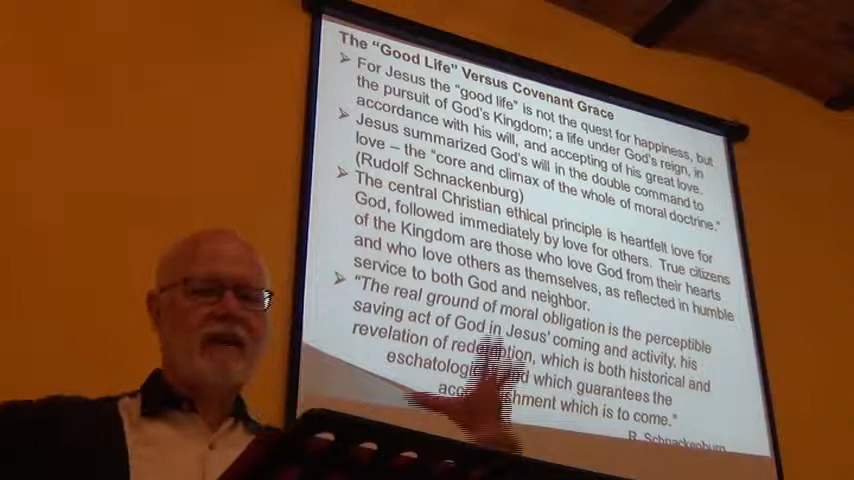 The "Good Life" Versus Covenant Grace
➢ For Jesus the "good life" is not the quest for happiness, but
the pursuit of God's Kingdom; a life under God's reign, in
accordance with his will, and accepting of his great love.
➢ Jesus summarized God's will in the double command to
love – the "core and climax of the whole of moral doctrine."
(Rudolf Schnackenburg)
➢ The central Christian ethical principle is heartfelt love for
God, followed immediately by love for others. True citizens
of the Kingdom are those who love God from their hearts
and who love others as themselves, as reflected in humble
service to both God and neighbor.
➢ "The real ground of moral obligation is the perceptible
saving act of God in Jesus' coming and activity, his
revelation of redemption, which is both historical and
which guarantees the
which is to come."
R. Schnackenburg